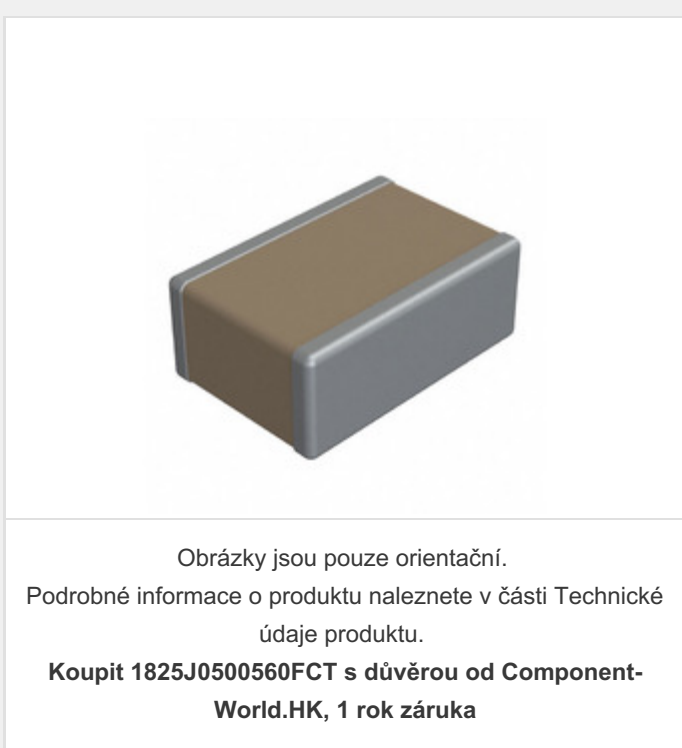 Obrázky jsou pouze orientační.
Podrobné informace o produktu naleznete v části Technické
údaje produktu.
Koupit 1825J0500560FCT s důvěrou od Component-
World.HK, 1 rok záruka